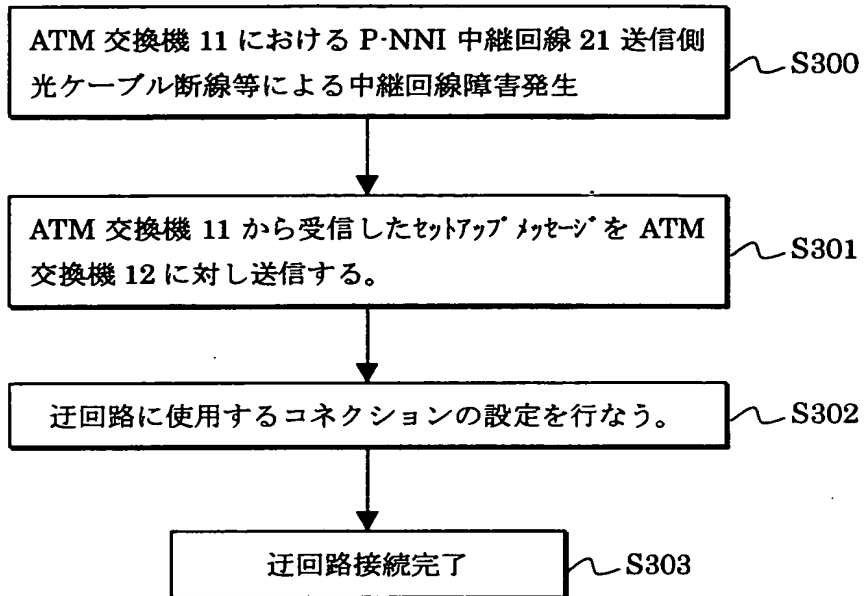 ATM 交換機 11 における P-NNI 中継回線 21 送信側
光ケーブル断線等による中継回線障害発生
S300
ATM 交換機 11 から受信したｾｯﾄｱｯﾌﾟﾒｯｾｰｼﾞを ATM
交換機 12 に対し送信する。
S301
迂回路に使用するコネクションの設定を行なう。
S302
迂回路接続完了
S303